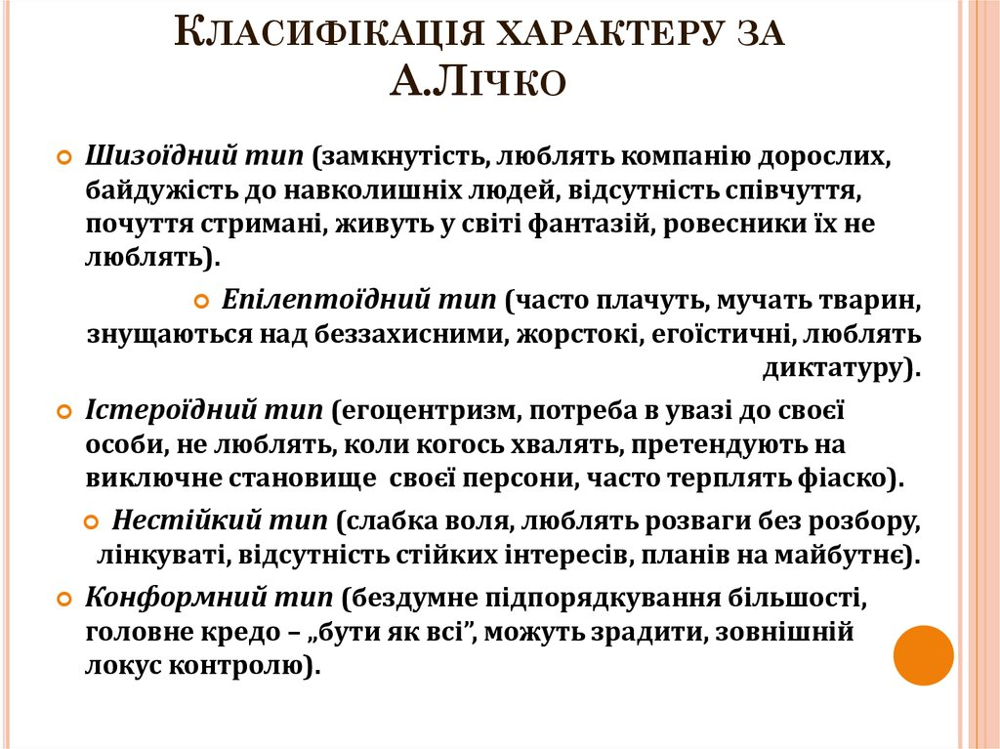 Класифікація характеру за
А.Лічко
Шизоїдний тип (замкнутість, люблять компанію дорослих,
байдужість до навколишніх людей, відсутність співчуття,
почуття стримані, живуть у світі фантазій, ровесники їх не
люблять).
Епілептоїдний тип (часто плачуть, мучать тварин,
знущаються над беззахисними, жорстокі, егоїстичні, люблять
диктатуру).
Істероїдний тип (егоцентризм, потреба в увазі до своєї
особи, не люблять, коли когось хвалять, претендують на
виключне становище своєї персони, часто терплять фіаско).
Нестійкий тип (слабка воля, люблять розваги без розбору,
лінкуваті, відсутність стійких інтересів, планів на майбутнє).
Конформний тип (бездумне підпорядкування більшості,
головне кредо – „бути як всі”, можуть зрадити, зовнішній
локус контролю).